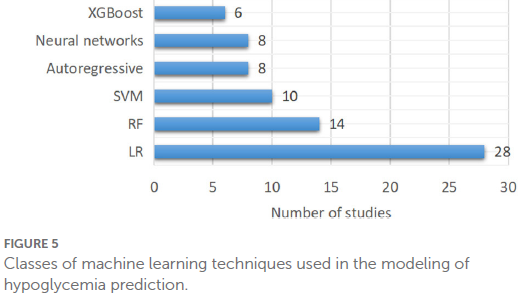 XGBoost 6
Neural networks 8
Autoregressive 8
SVM 10
RF 14
LR 28
0 5 10 15 20 25 30
Number of studies
FIGURE 5
Classes of machine learning techniques used in the modeling of
hypoglycemia prediction.